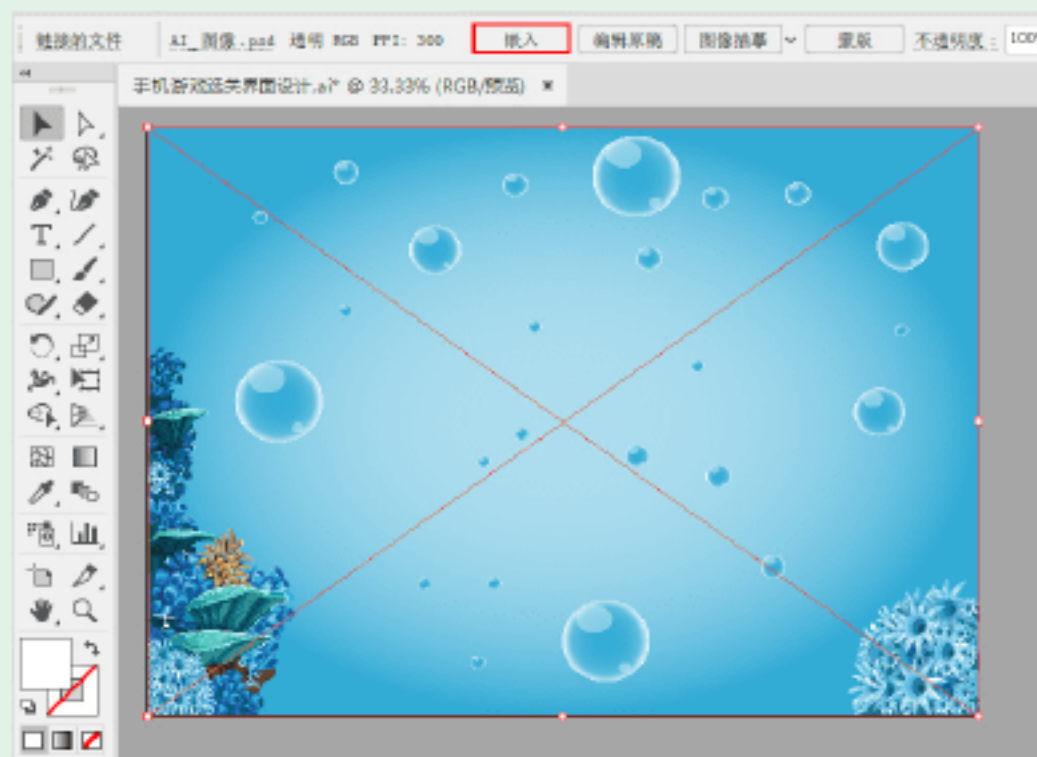 链接的文件 AI_图像.psd 透明 RGB PPI: 300 嵌入 编辑原稿 图像描摹 蒙版 不透明度: 100%
手机游戏选关界面设计.ai* @ 33.33% (RGB/预览) ×